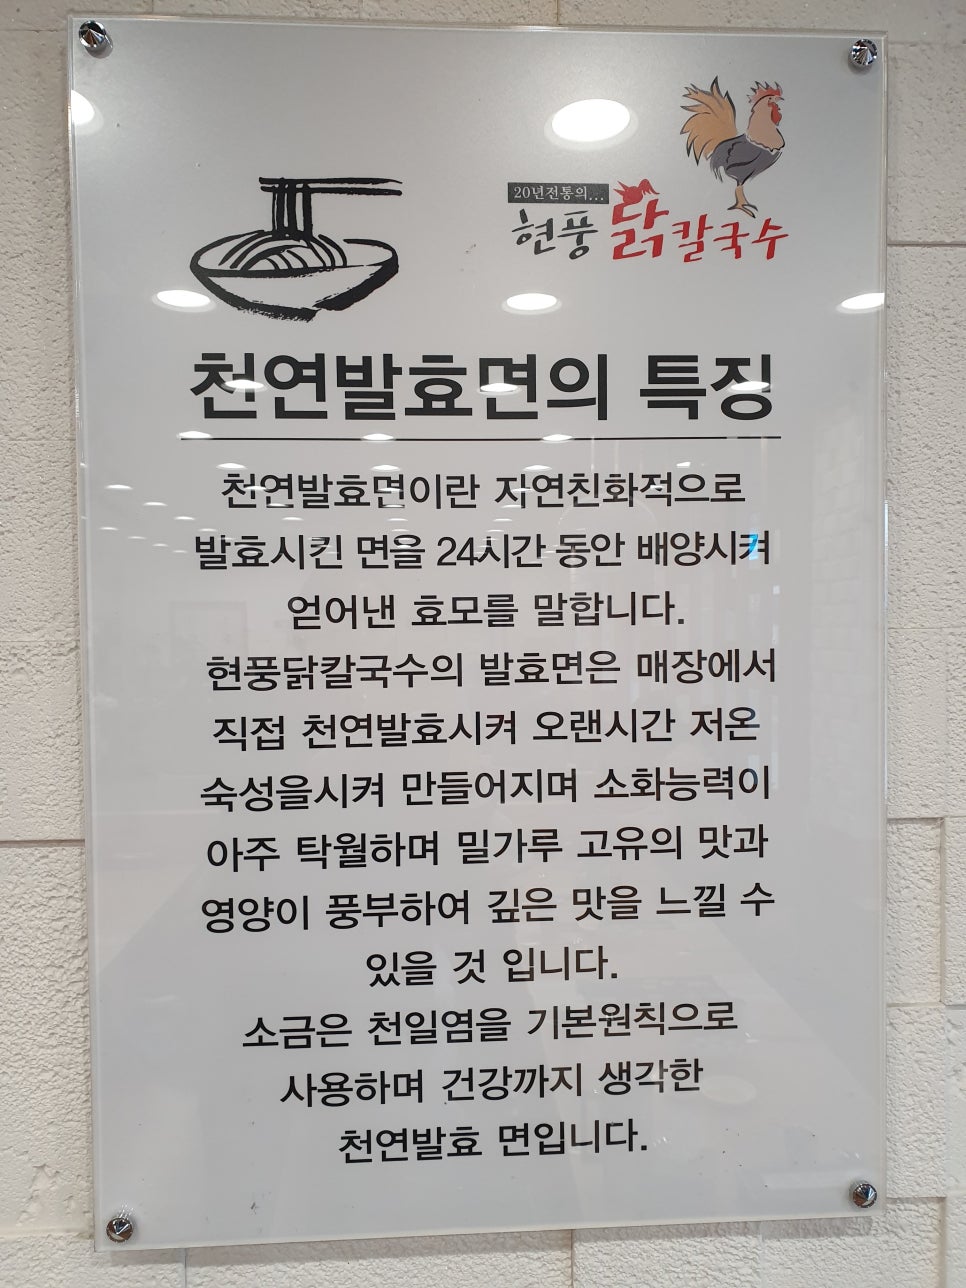 20년전통의...
현풍 닭칼국수
천연발효면의 특징
천연발효면이란 자연친화적으로
발효시킨 면을 24시간 동안 배양시켜
얻어낸 효모를 말합니다.
현풍닭칼국수의 발효면은 매장에서
직접 천연발효시켜 오랜시간 저온
숙성을시켜 만들어지며 소화능력이
아주 탁월하며 밀가루 고유의 맛과
영양이 풍부하여 깊은 맛을 느낄 수
있을 것 입니다.
소금은 천일염을 기본원칙으로
사용하며 건강까지 생각한
천연발효 면입니다.